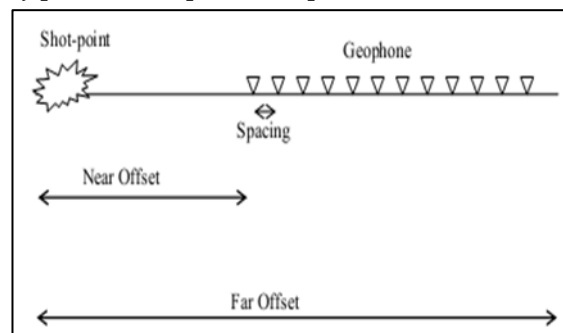 Shot-point
Geophone
Spacing
Near Offset
Far Offset